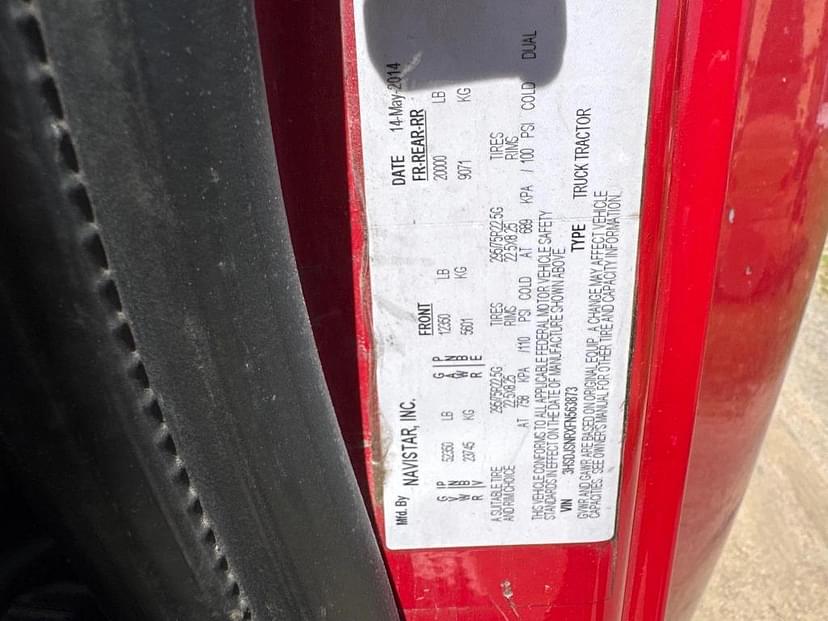 Mfd. By NAVISTAR, INC. DATE 14-May-2014
FRONT FR-REAR-RR
G P G P 12350 LB 20000 LB
V N 52350 LB A N
W B W B
R V 23745 KG R E 5601 KG 9071 KG
A SUITABLE TIRE 295/75R22.5G TIRES 295/75R22.5G TIRES
AND RIM CHOICE 22.5X8.25 RIMS 22.5X8.25 RIMS
AT 758 KPA /110 PSI COLD AT 689 KPA / 100 PSI COLD DUAL
THIS VEHICLE CONFORMS TO ALL APPLICABLE FEDERAL MOTOR VEHICLE SAFETY
STANDARDS IN EFFECT ON THE DATE OF MANUFACTURE SHOWN ABOVE.
VIN 3HSDJSNRXFN563873 TYPE TRUCK TRACTOR
GVWR AND GAWR ARE BASED ON ORIGINAL EQUIP. A CHANGE MAY AFFECT VEHICLE
CAPACITIES. SEE OWNER'S MANUAL FOR OTHER TIRE AND CAPACITY INFORMATION.